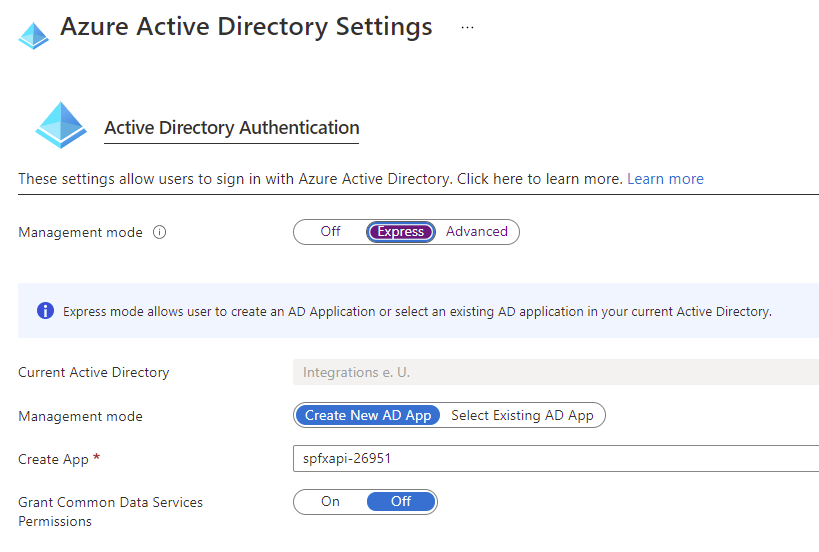 Azure Active Directory Settings ...
Active Directory Authentication
These settings allow users to sign in with Azure Active Directory. Click here to learn more. Learn more
Management mode Off Express Advanced
Express mode allows user to create an AD Application or select an existing AD application in your current Active Directory.
Current Active Directory Integrations e. U.
Management mode Create New AD App Select Existing AD App
Create App * spfxapi-26951
Grant Common Data Services On Off
Permissions